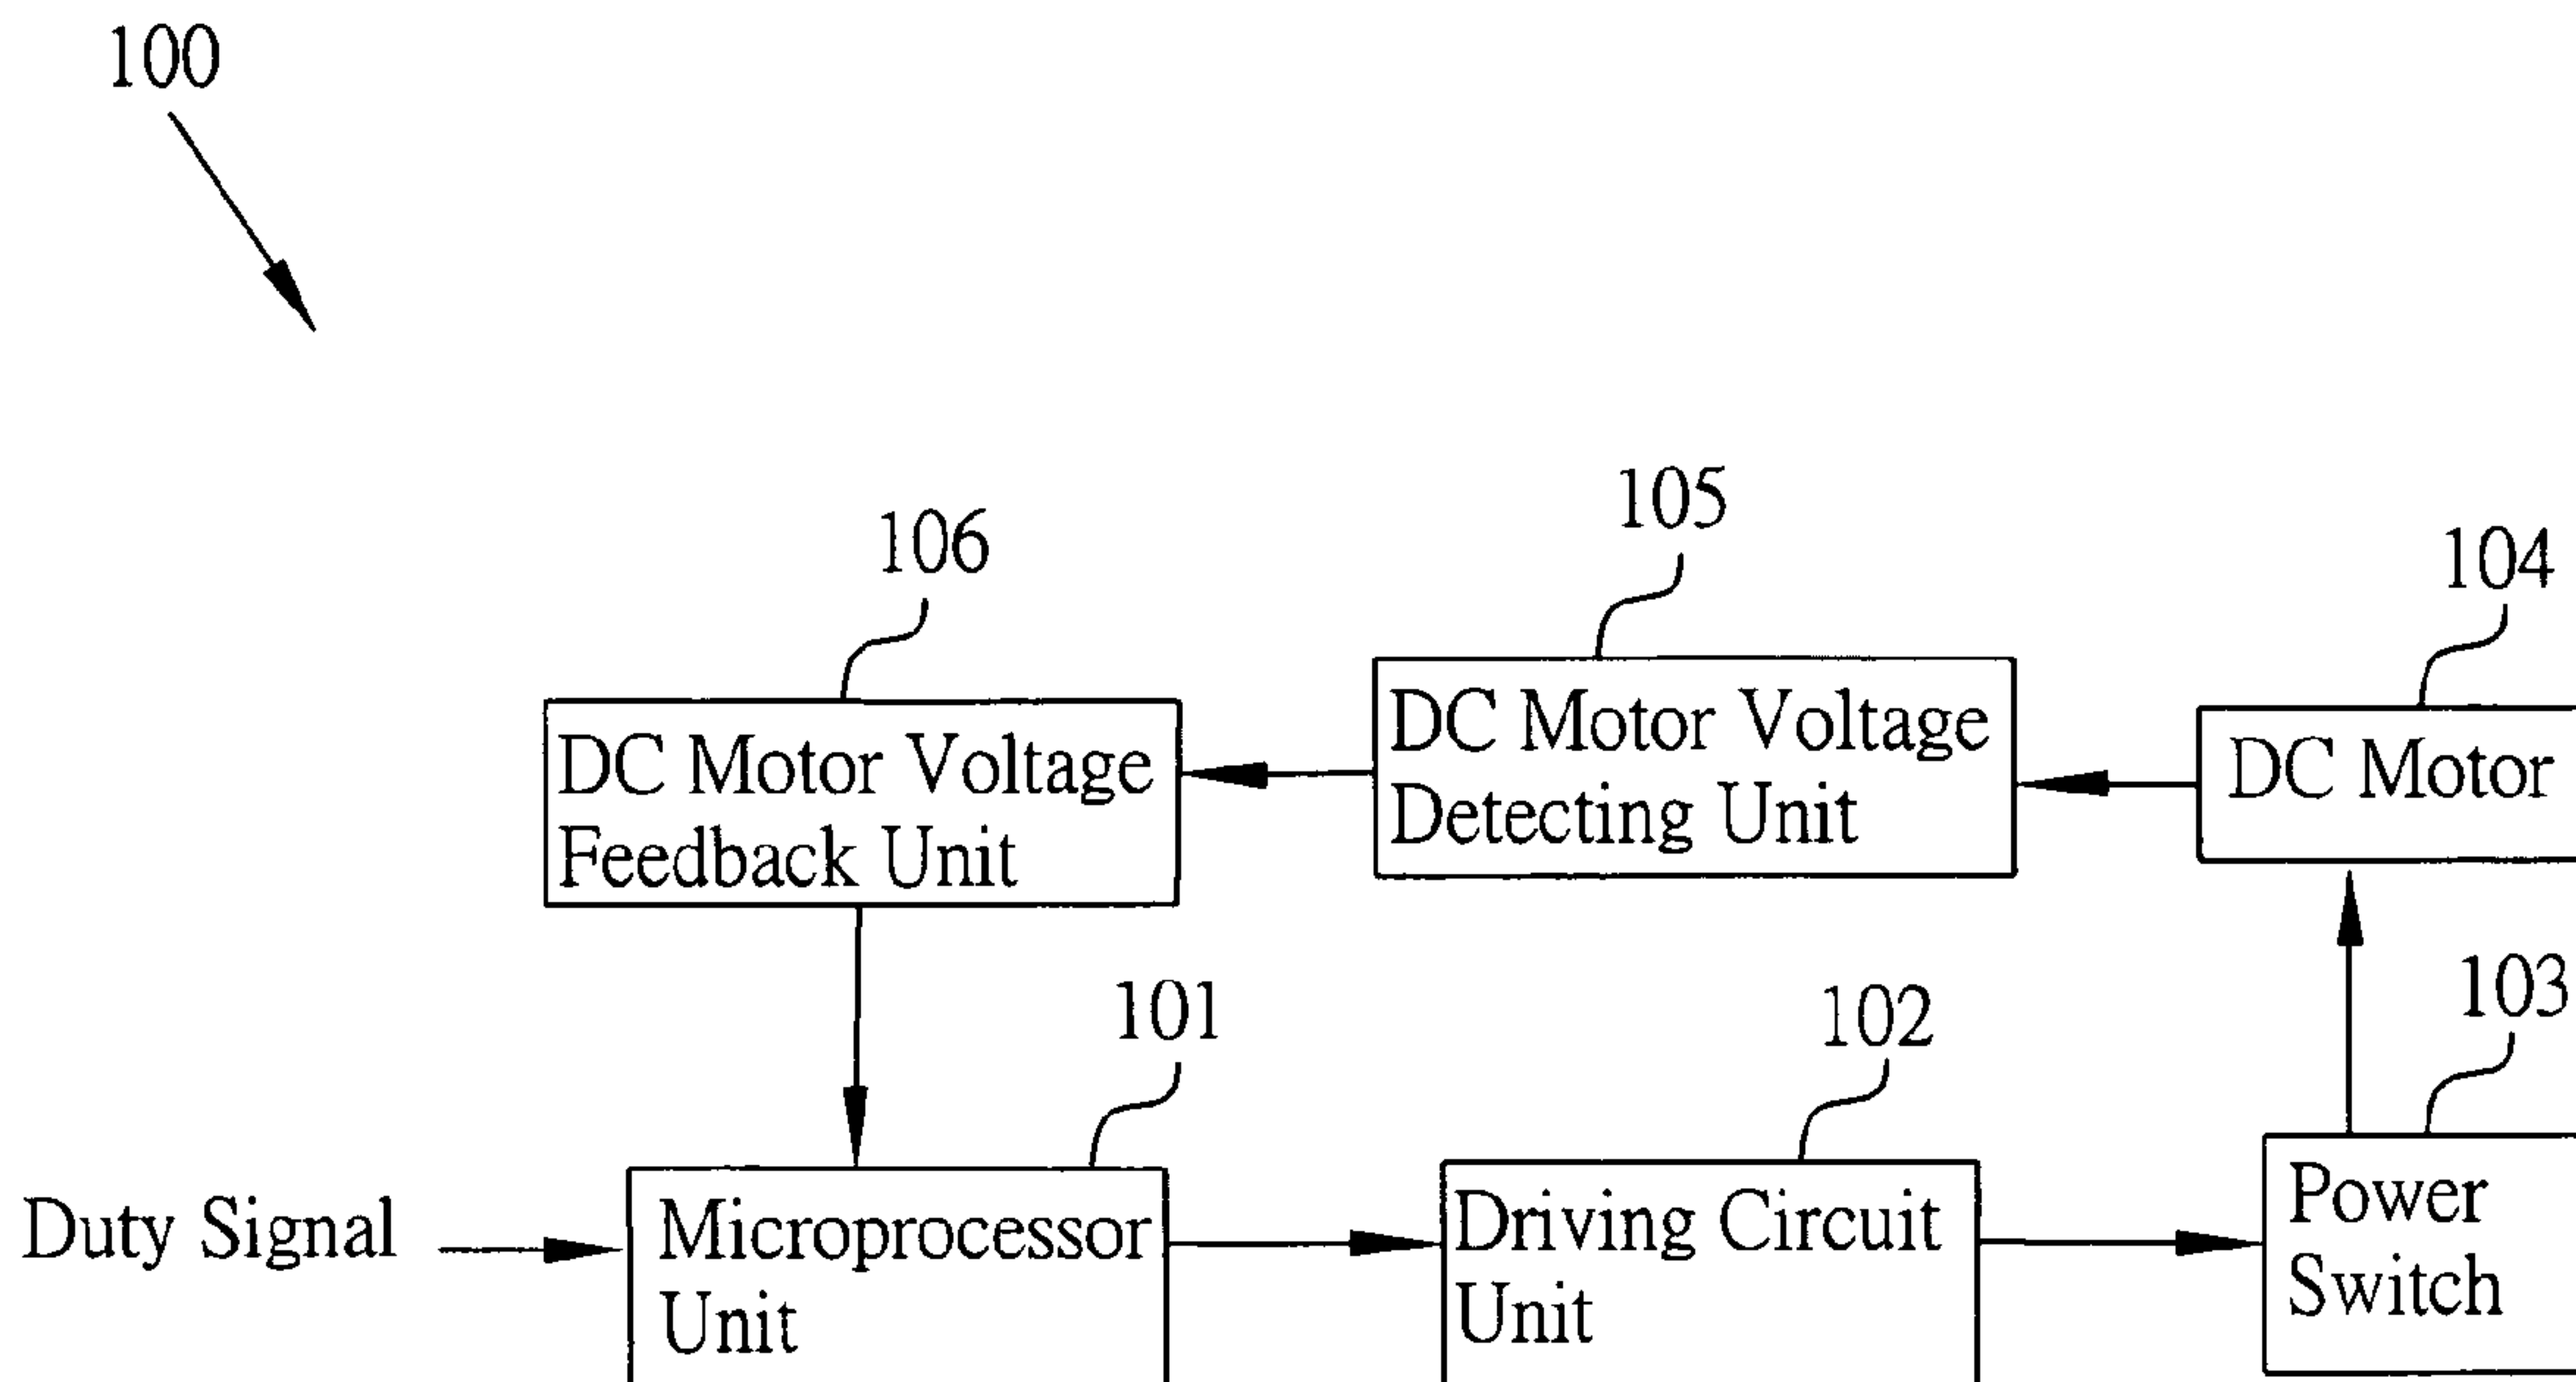 100
105
106
104
DC Motor Voltage
Detecting Unit
DC Motor Voltage
Feedback Unit
DC Motor
101
102
103
Duty Signal
Microprocessor
Unit
Driving Circuit
Unit
Power
Switch